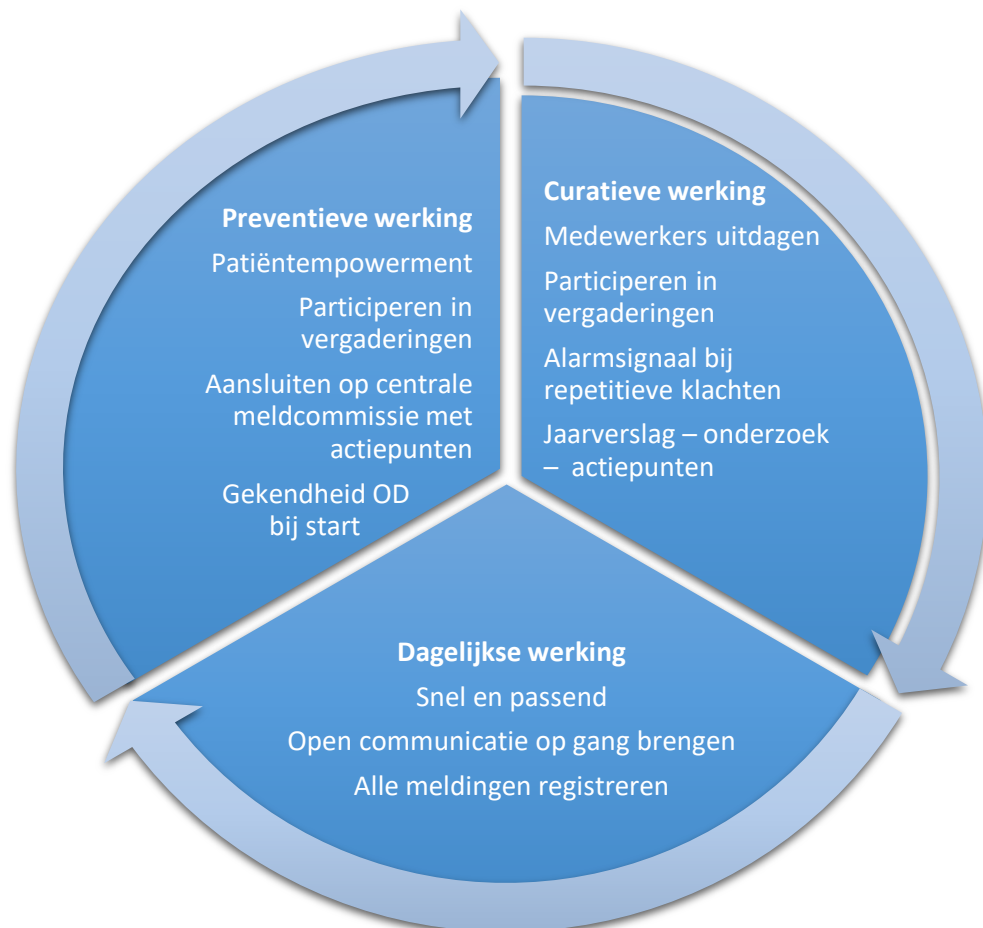 Preventieve werking
Patiëntempowerment
Participeren in
vergaderingen
Aansluiten op centrale
meldcommissie met
actiepunten
Gekendheid OD
bij start
Curatieve werking
Medewerkers uitdagen
Participeren in
vergaderingen
Alarmsignaal bij
repetitieve klachten
Jaarverslag – onderzoek
– actiepunten
Dagelijkse werking
Snel en passend
Open communicatie op gang brengen
Alle meldingen registreren